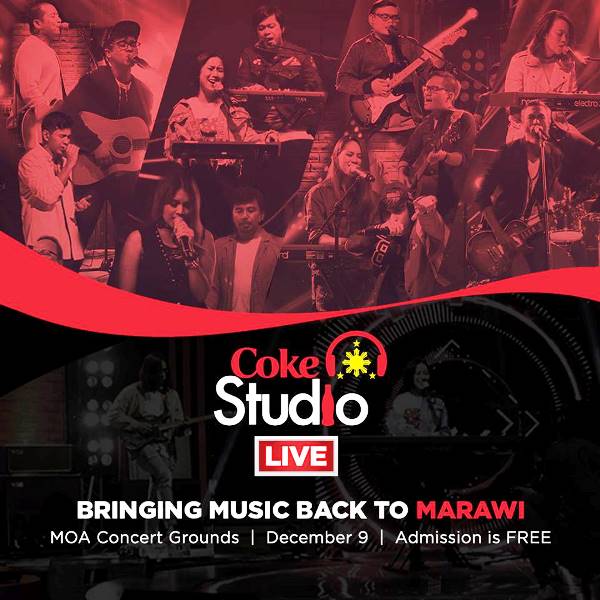 Coke
Studio
LIVE
BRINGING MUSIC BACK TO MARAWI
MOA Concert Grounds | December 9 | Admission is FREE